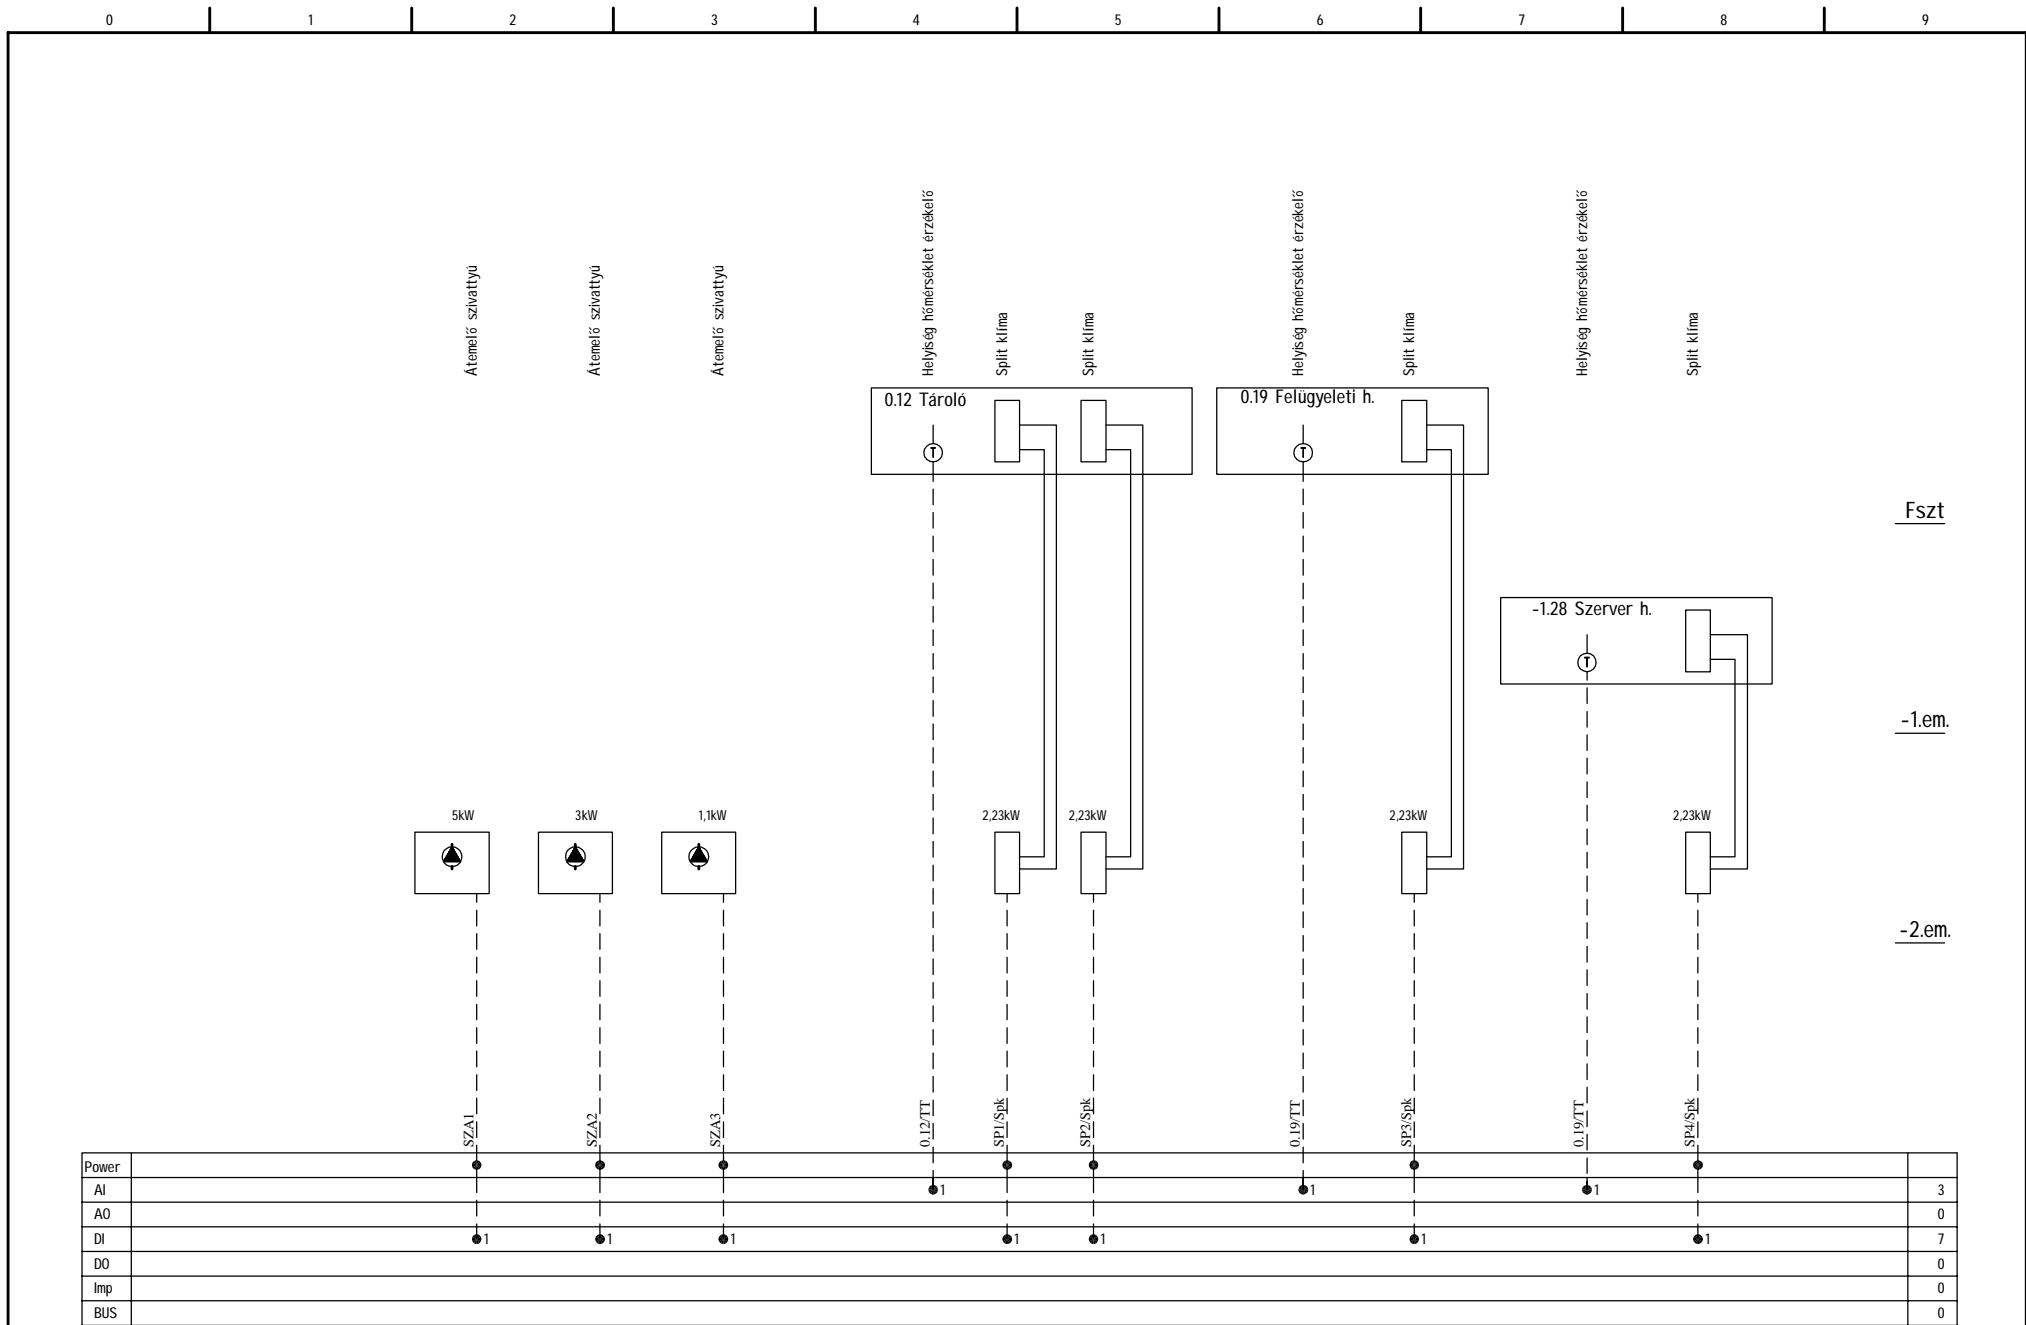 0 1 2 3 4 5 6 7 8 9
Átemelő szivattyú
Átemelő szivattyú
Átemelő szivattyú
Helyiség hőmérséklet érzékelő
Split klíma
Split klíma
Helyiség hőmérséklet érzékelő
Split klíma
Helyiség hőmérséklet érzékelő
Split klíma
0.12 Tároló
T
0.19 Felügyeleti h.
T
Fszt
-1.28 Szerver h.
T
-1.em.
5kW
3kW
1,1kW
2,23kW
2,23kW
2,23kW
2,23kW
-2.em.
SZA1
SZA2
SZA3
0.12/TT
SP1/Spk
SP2/Spk
0.19/TT
SP3/Spk
0.19/TT
SP4/Spk
Power
AI 1 1 1 3
AO 0
DI 1 1 1 1 1 1 1 7
DO 0
Imp 0
BUS 0